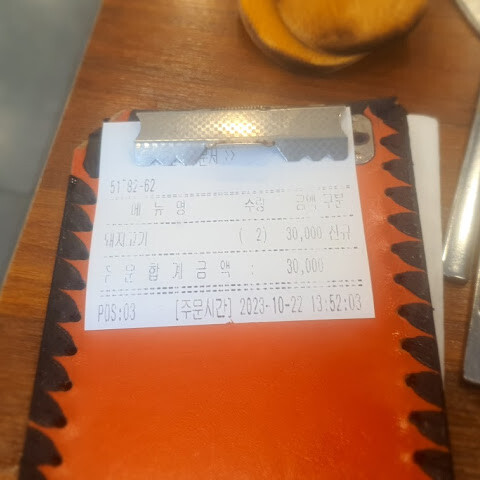 51 82-62
메 뉴 명 수량 금액 구분
돼지고기 ( 2) 30,000 신규
주 문 합 계 금 액 : 30,000
POS:03 [주문시간] 2023-10-22 13:52:03